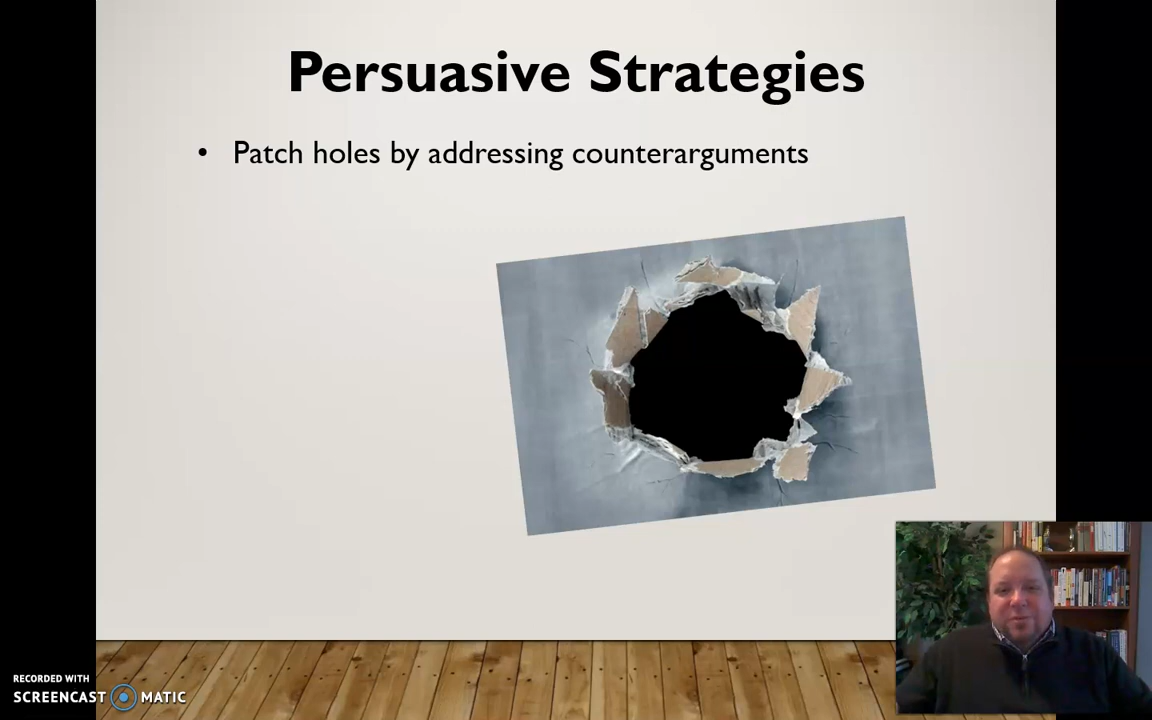 Persuasive Strategies
• Patch holes by addressing counterarguments
RECORDED WITH
SCREENCAST MATIC